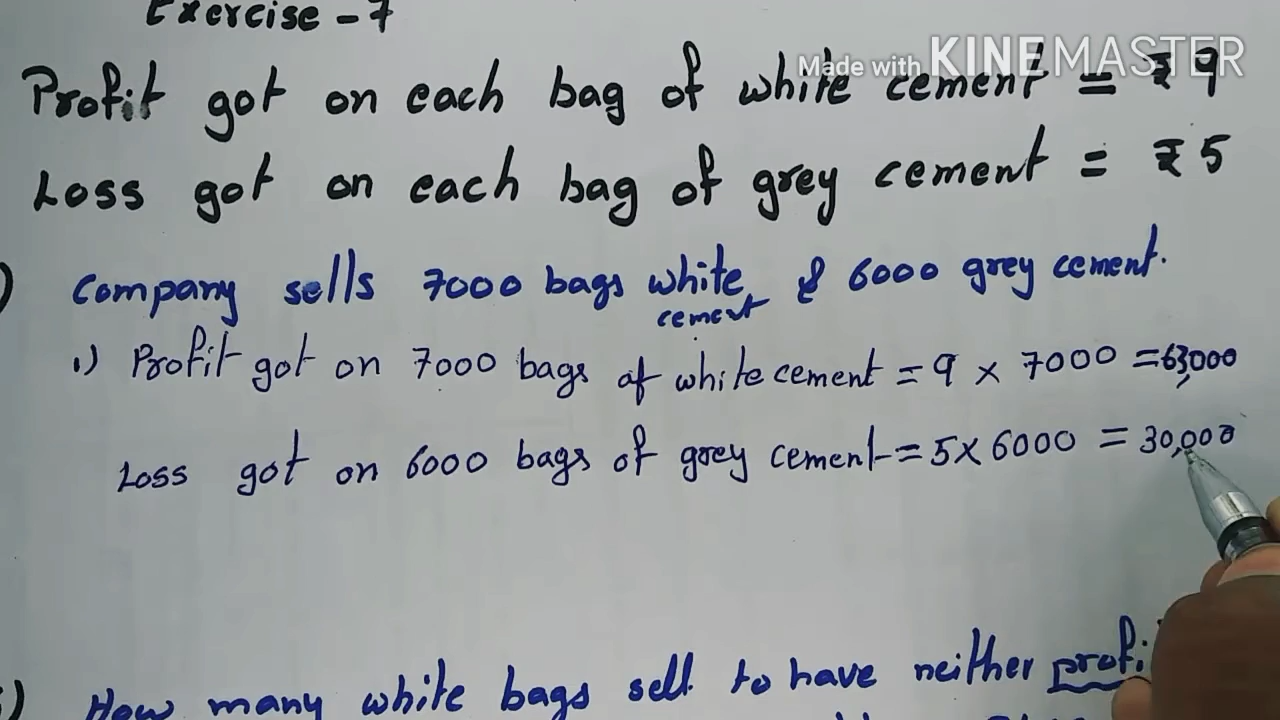 Exercise - 7
Made with KINEMASTER
Profit got on each bag of white cement = ₹ 9
Loss got on each bag of grey cement = ₹ 5
) Company sells 7000 bags white cement & 6000 grey cement.
1) Profit got on 7000 bags of white cement = 9 × 7000 = 63,000
Loss got on 6000 bags of grey cement = 5 × 6000 = 30,000
) How many white bags sell to have neither profi